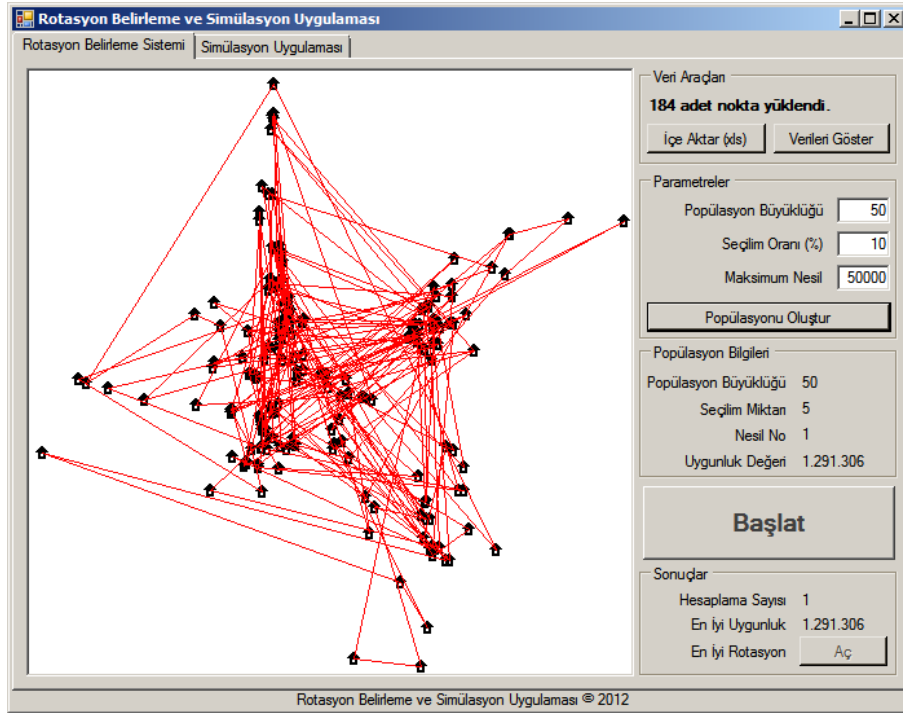 Rotasyon Belirleme ve Simülasyon Uygulaması
Rotasyon Belirleme Sistemi
Simülasyon Uygulaması
Veri Araçları
184 adet nokta yüklendi.
İçe Aktar (xls)
Verileri Göster
Parametreler
Popülasyon Büyüklüğü 50
Seçilim Oranı (%) 10
Maksimum Nesil 50000
Popülasyonu Oluştur
Popülasyon Bilgileri
Popülasyon Büyüklüğü 50
Seçilim Miktarı 5
Nesil No 1
Uygunluk Değeri 1.291.306
Başlat
Sonuçlar
Hesaplama Sayısı 1
En İyi Uygunluk 1.291.306
En İyi Rotasyon Aç
Rotasyon Belirleme ve Simülasyon Uygulaması © 2012